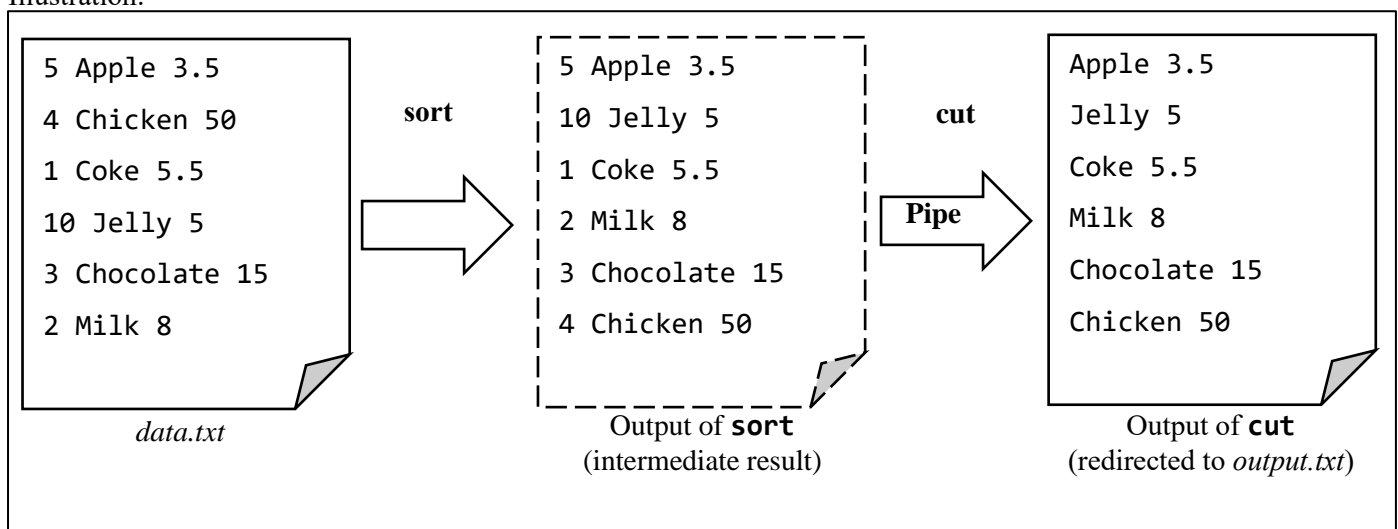 Illustration:
5 Apple 3.5
4 Chicken 50
1 Coke 5.5
10 Jelly 5
3 Chocolate 15
2 Milk 8
data.txt
sort
5 Apple 3.5
10 Jelly 5
1 Coke 5.5
2 Milk 8
3 Chocolate 15
4 Chicken 50
Output of sort
(intermediate result)
cut
Pipe
Apple 3.5
Jelly 5
Coke 5.5
Milk 8
Chocolate 15
Chicken 50
Output of cut
(redirected to output.txt)